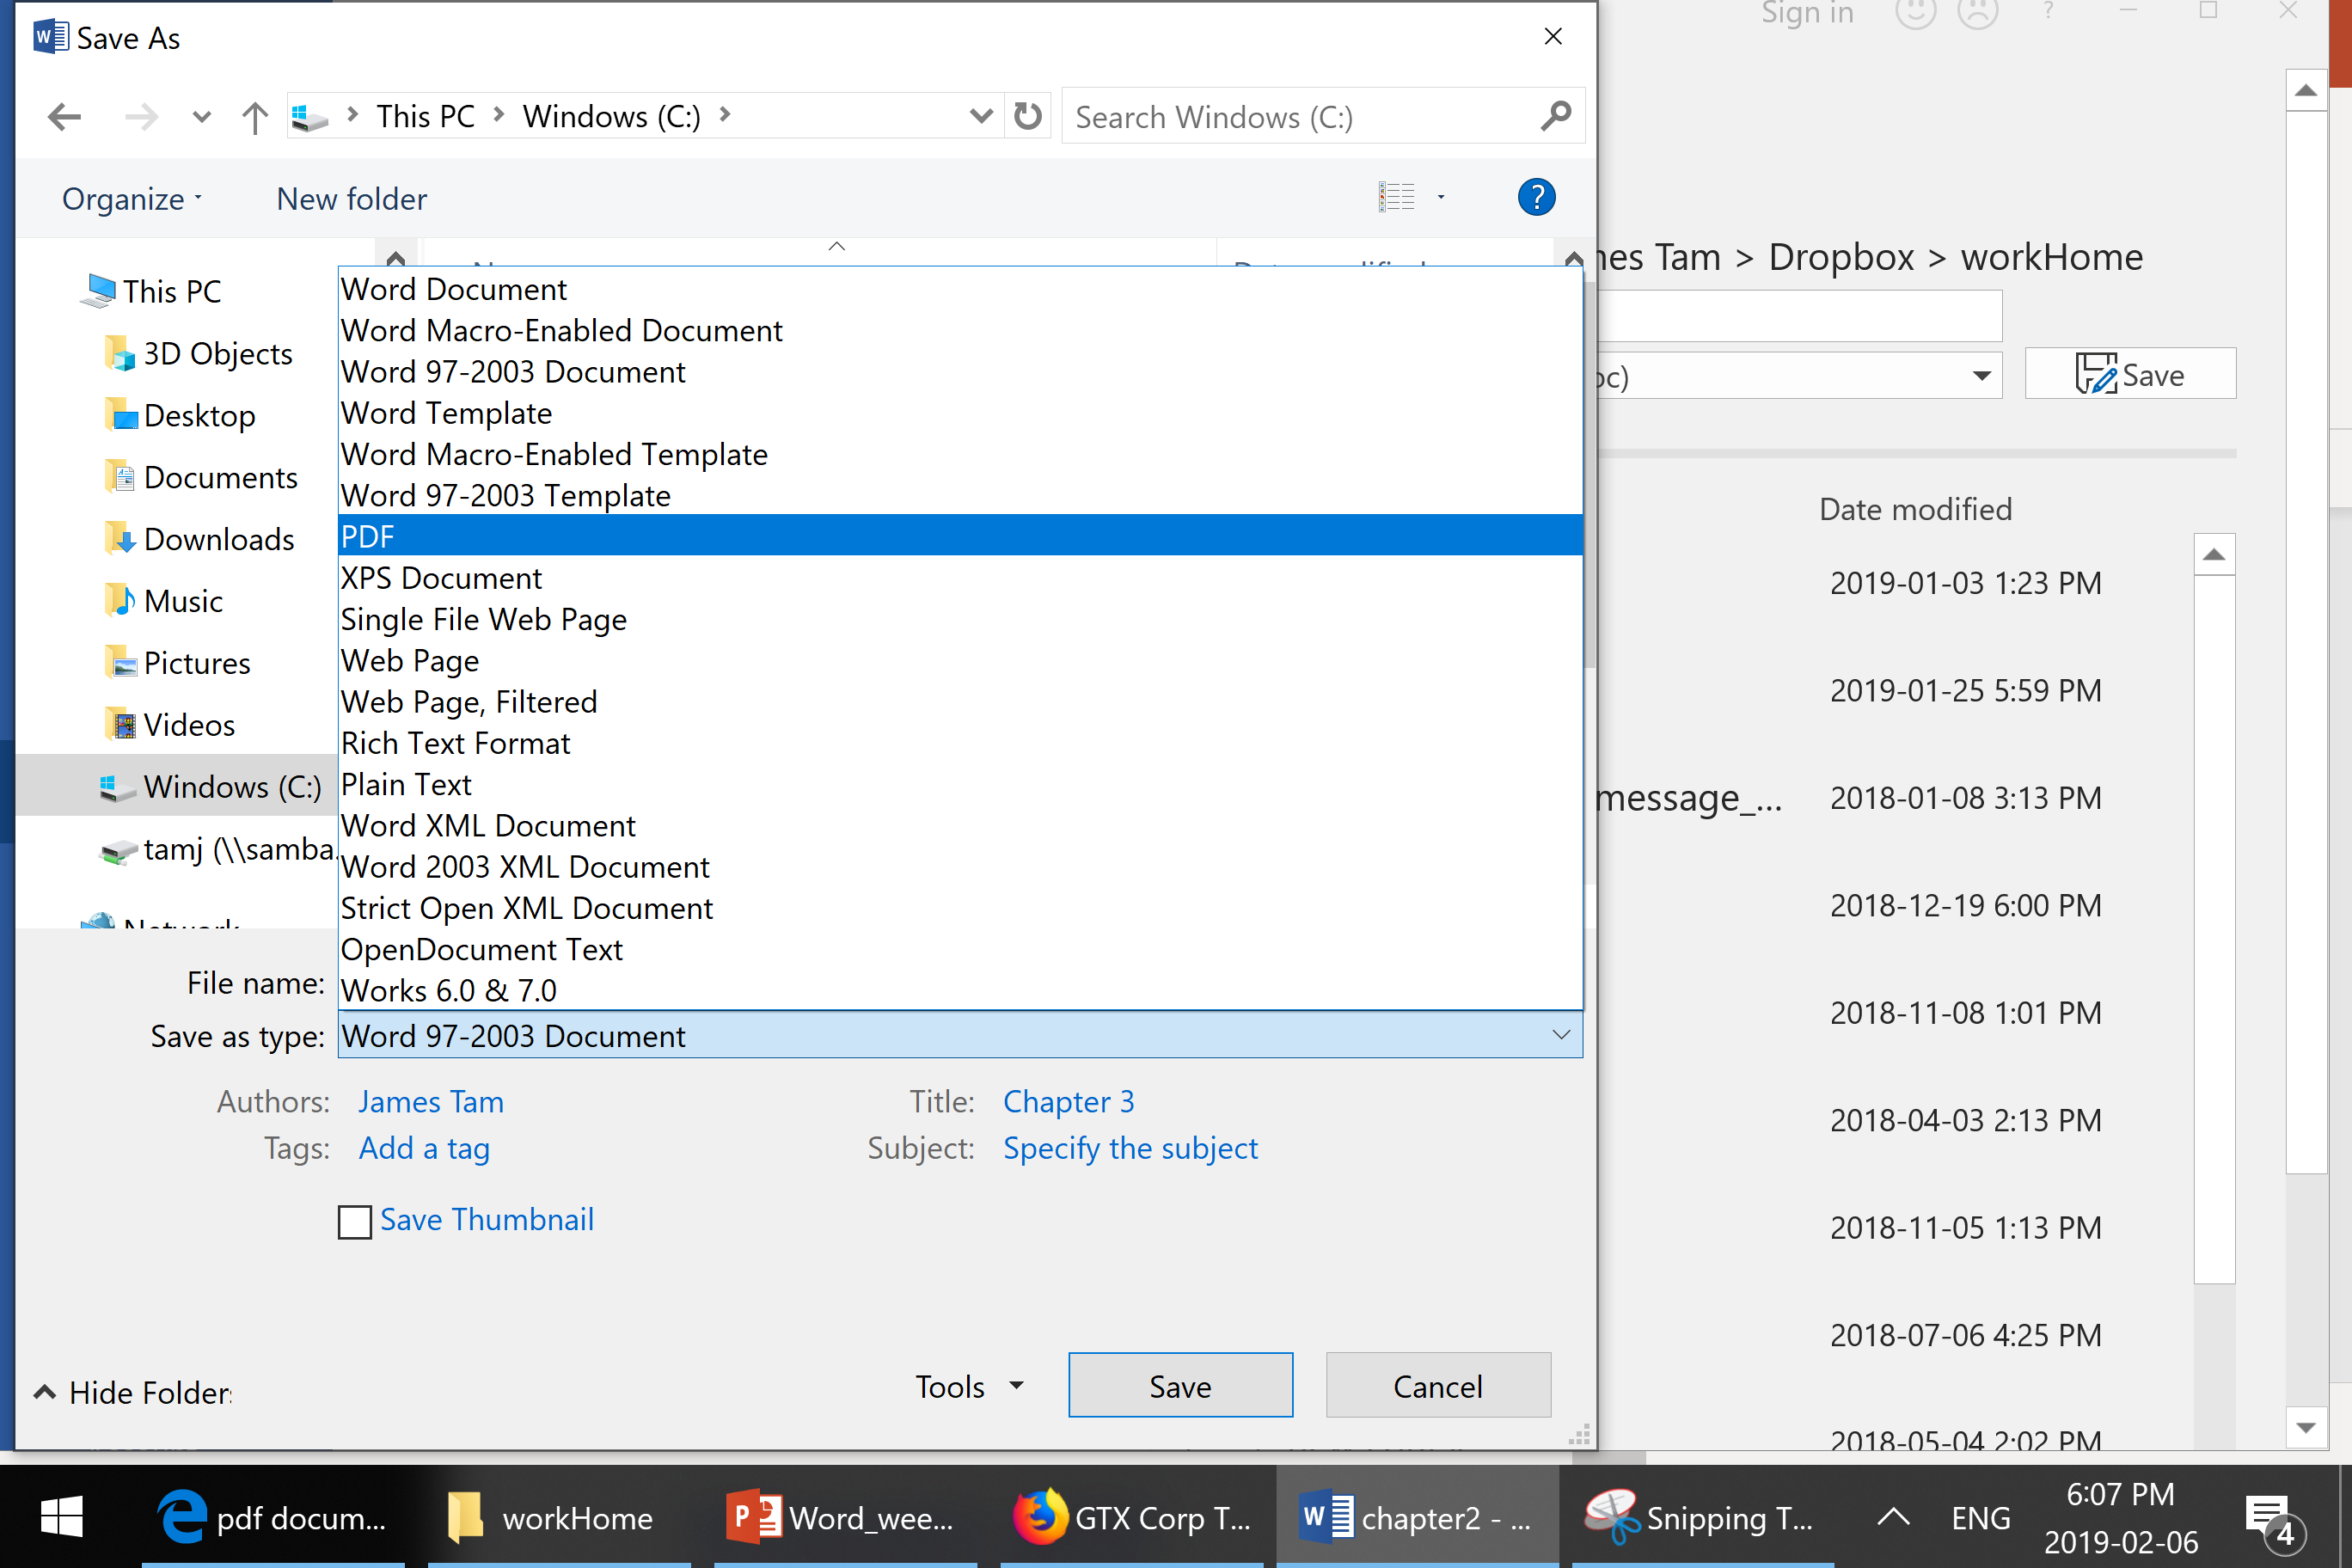 Save As
This PC > Windows (C:) >
Search Windows (C:)
Organize
New folder
This PC
3D Objects
Desktop
Documents
Downloads
Music
Pictures
Videos
Windows (C:)
tamj (\\samba.
Network
Word Document
Word Macro-Enabled Document
Word 97-2003 Document
Word Template
Word Macro-Enabled Template
Word 97-2003 Template
PDF
XPS Document
Single File Web Page
Web Page
Web Page, Filtered
Rich Text Format
Plain Text
Word XML Document
Word 2003 XML Document
Strict Open XML Document
OpenDocument Text
Works 6.0 & 7.0
File name:
Save as type: Word 97-2003 Document
Authors: James Tam
Title: Chapter 3
Tags: Add a tag
Subject: Specify the subject
Save Thumbnail
Hide Folders
Tools
Save
Cancel
Sign in
?
nes Tam > Dropbox > workHome
oc)
Save
Date modified
2019-01-03 1:23 PM
2019-01-25 5:59 PM
message_... 2018-01-08 3:13 PM
2018-12-19 6:00 PM
2018-11-08 1:01 PM
2018-04-03 2:13 PM
2018-11-05 1:13 PM
2018-07-06 4:25 PM
2018-05-04 2:02 PM
pdf docum...
workHome
Word_wee...
GTX Corp T...
chapter2 - ...
Snipping T...
ENG
6:07 PM
2019-02-06
4